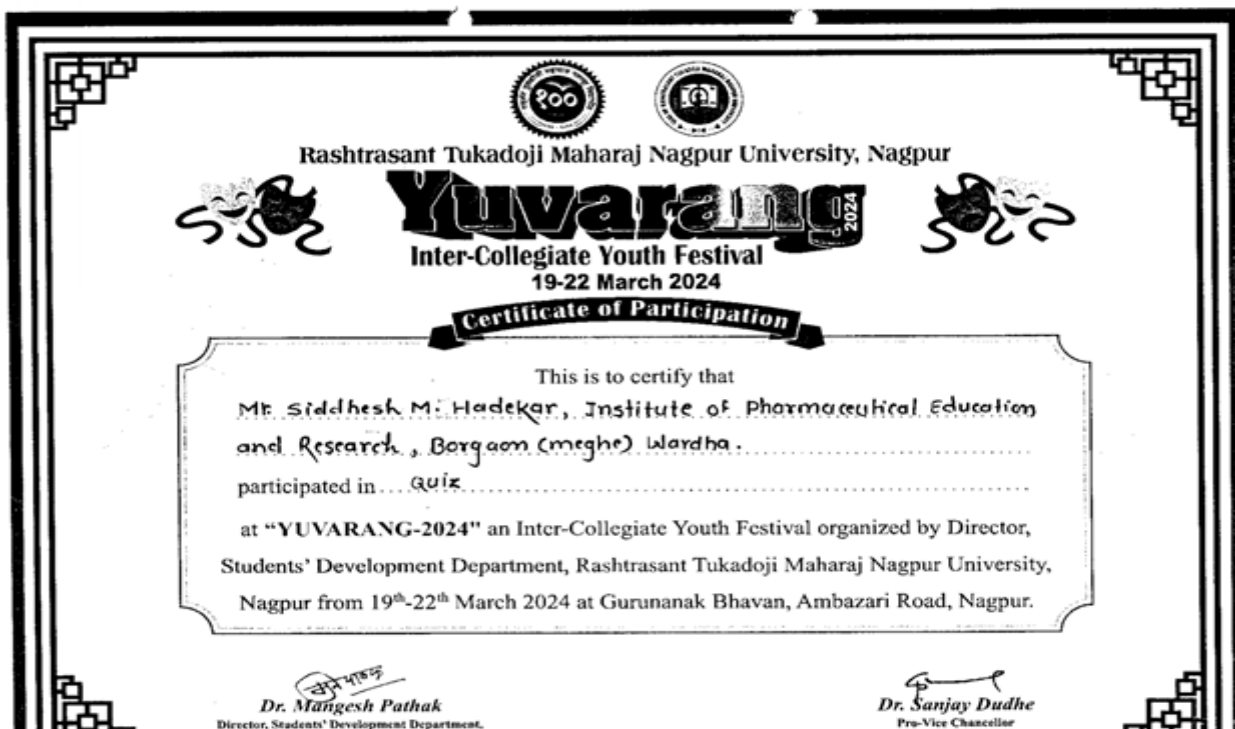 १००
Rashtrasant Tukadoji Maharaj Nagpur University, Nagpur
Yuvarang 2024
Inter-Collegiate Youth Festival
19-22 March 2024
Certificate of Participation
This is to certify that
Mr. Siddhesh M. Hadekar, Institute of Pharmaceutical Education
and Research, Borgaon (meghe) Wardha.
participated in Quiz
at “YUVARANG-2024" an Inter-Collegiate Youth Festival organized by Director,
Students’ Development Department, Rashtrasant Tukadoji Maharaj Nagpur University,
Nagpur from 19th-22th March 2024 at Gurunanak Bhavan, Ambazari Road, Nagpur.
Dr. Mangesh Pathak
Director, Students’ Development Department,
Dr. Sanjay Dudhe
Pro-Vice Chancellor